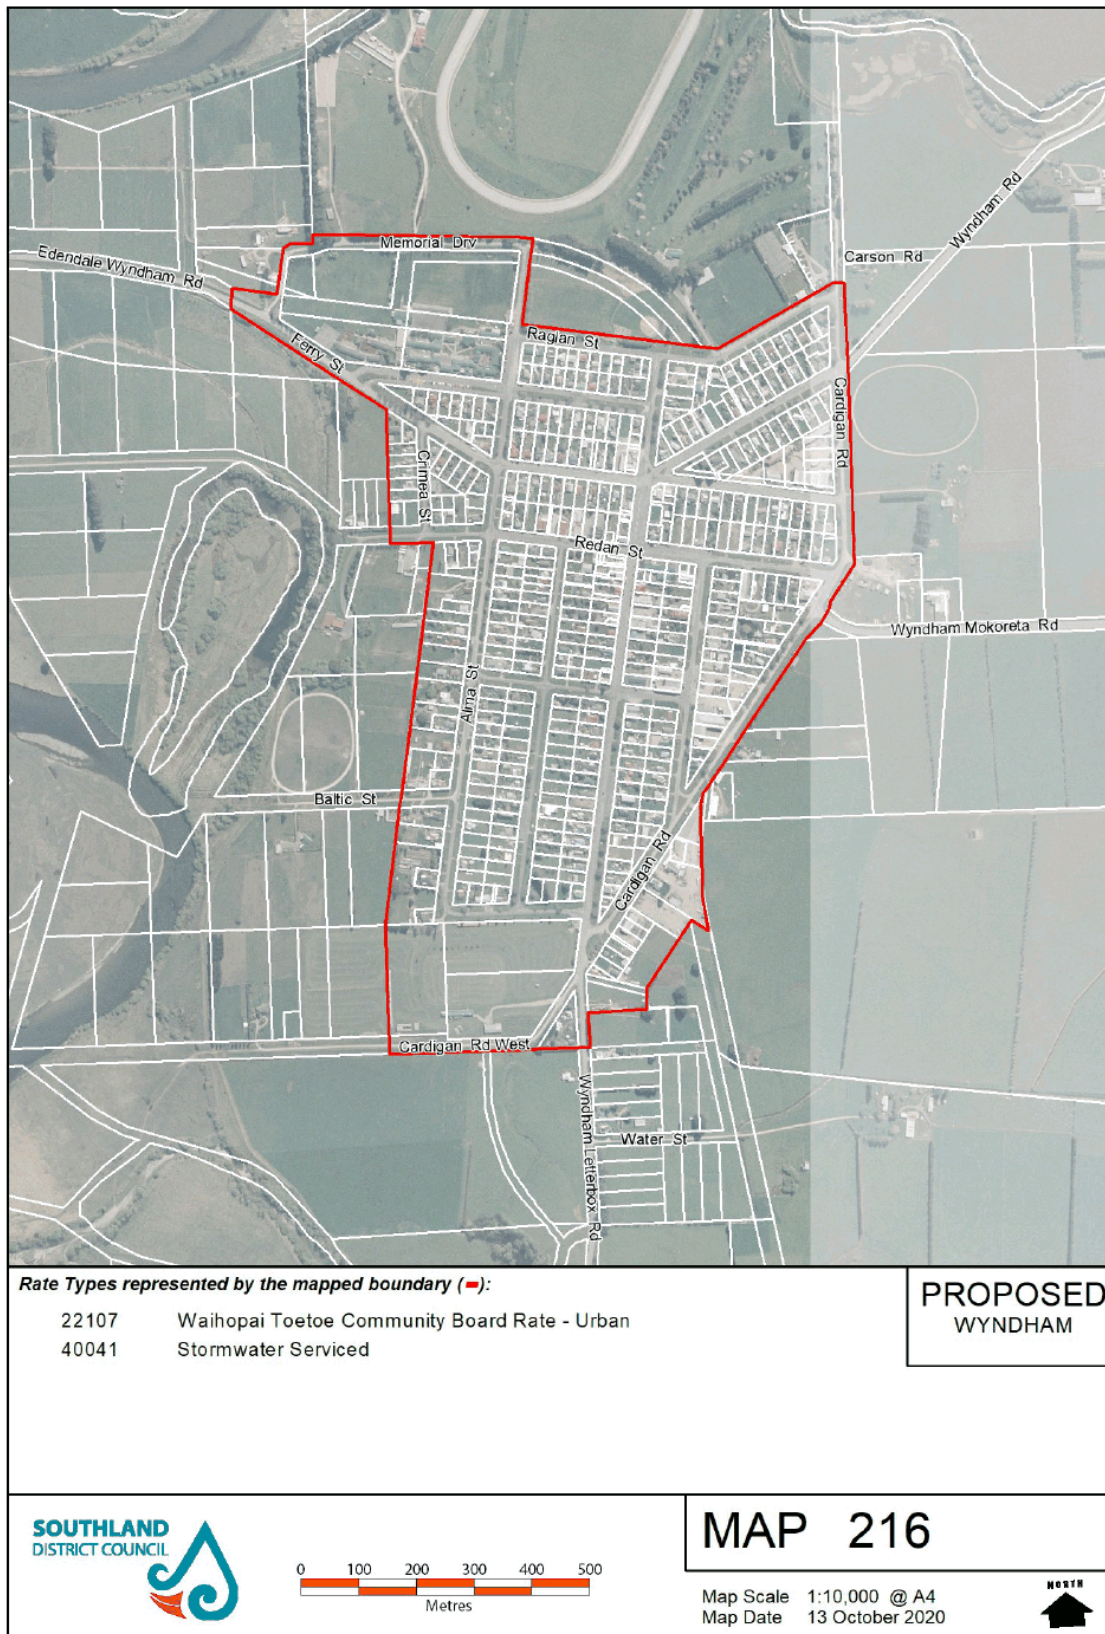 Memorial Drv
Edendale Wyndham Rd
Wyndham Rd
Carson Rd
Raglan St
Ferry St
Cardigan Rd
Crimea St
Redan St
Wyndham Mokoreta Rd
Alma St
Baltic St
Cardigan Rd
Cardigan Rd West
Wyndham Letterbox Rd
Water St
Rate Types represented by the mapped boundary ( ):
22107 Waihopai Toetoe Community Board Rate - Urban
40041 Stormwater Serviced
PROPOSED
WYNDHAM
SOUTHLAND
DISTRICT COUNCIL
0 100 200 300 400 500
Metres
MAP 216
Map Scale 1:10,000 @ A4
Map Date 13 October 2020
NORTH